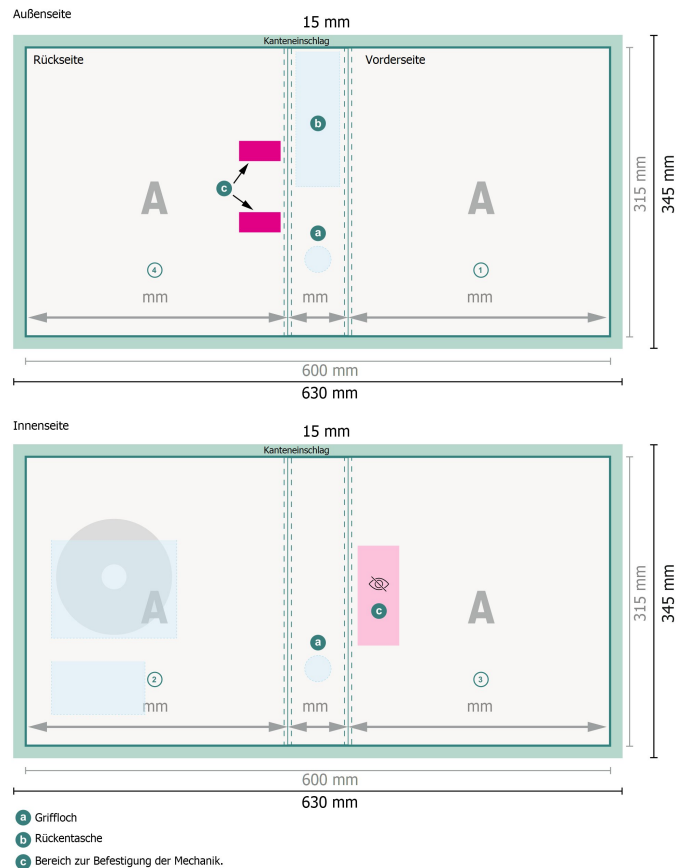 Außenseite
15 mm
Kanteneinschlag
Rückseite
Vorderseite
b
c
A
a
A
4
1
mm
mm
mm
315 mm
345 mm
600 mm
630 mm
Innenseite
15 mm
Kanteneinschlag
A
c
A
a
2
3
mm
mm
mm
315 mm
345 mm
600 mm
630 mm
a Griffloch
b Rückentasche
c Bereich zur Befestigung der Mechanik.